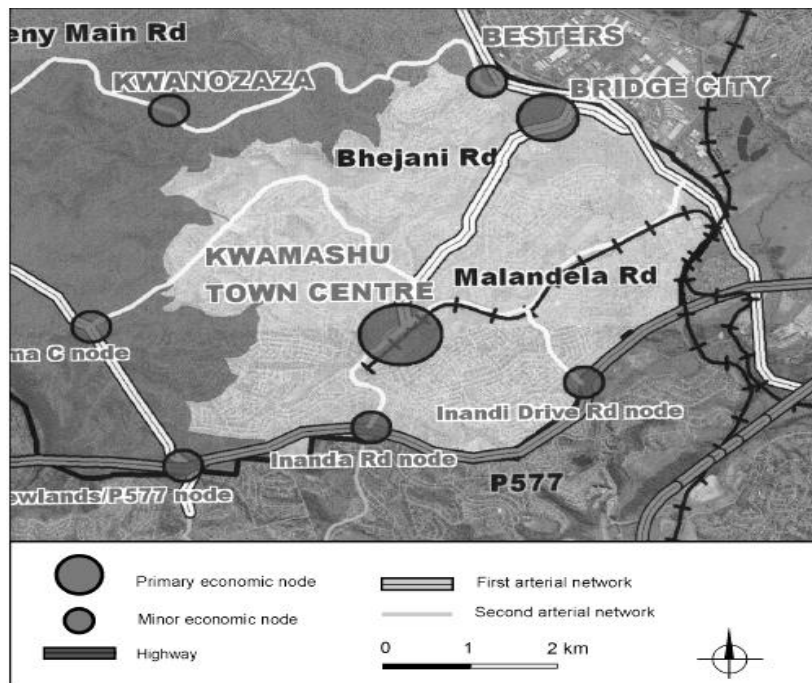 eny Main Rd
BESTERS
KWANOZAZA
BRIDGE CITY
Bhejani Rd
KWAMASHU
TOWN CENTRE
Malandela Rd
ma C node
Inandi Drive Rd node
Inanda Rd node
P577
ewlands/P577 node
Primary economic node
First arterial network
Minor economic node
Second arterial network
Highway
0 1 2 km